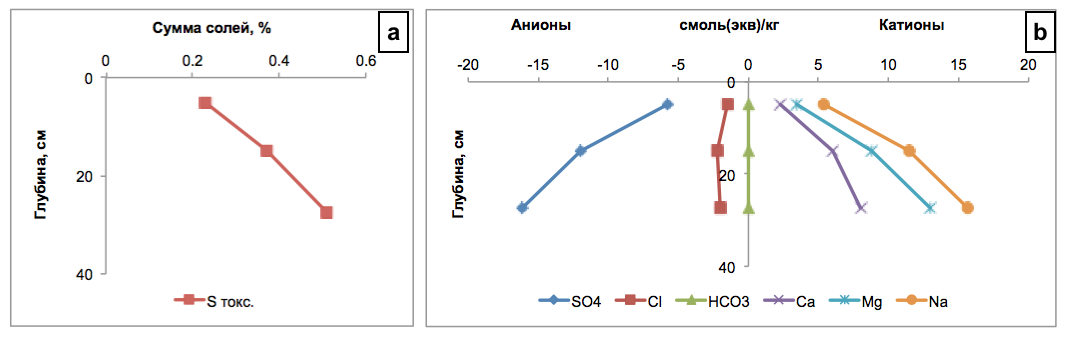 Сумма солей, %
a
0 0.2 0.4 0.6
0
20
40
Глубина, см
S токс.
Анионы смоль(экв)/кг Катионы
b
-20 -15 -10 -5 0 5 10 15 20
0
20
40
Глубина, см
SO4 Cl HCO3 Ca Mg Na